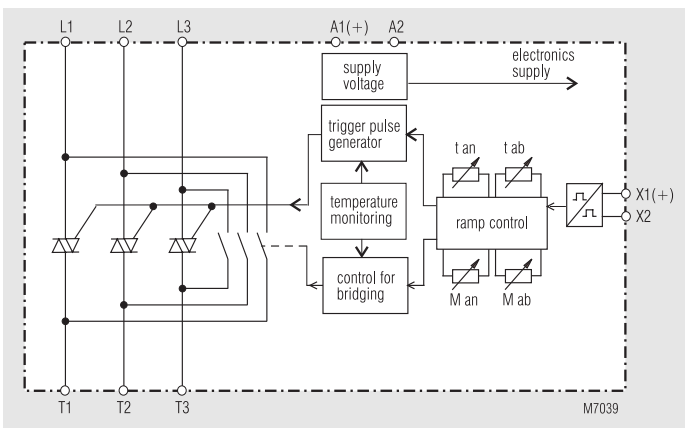 L1 L2 L3 A1(+) A2
supply
voltage
electronics
supply
trigger pulse
generator
t an t ab
temperature
monitoring
ramp control
X1(+)
X2
control for
bridging
M an M ab
T1 T2 T3
M7039